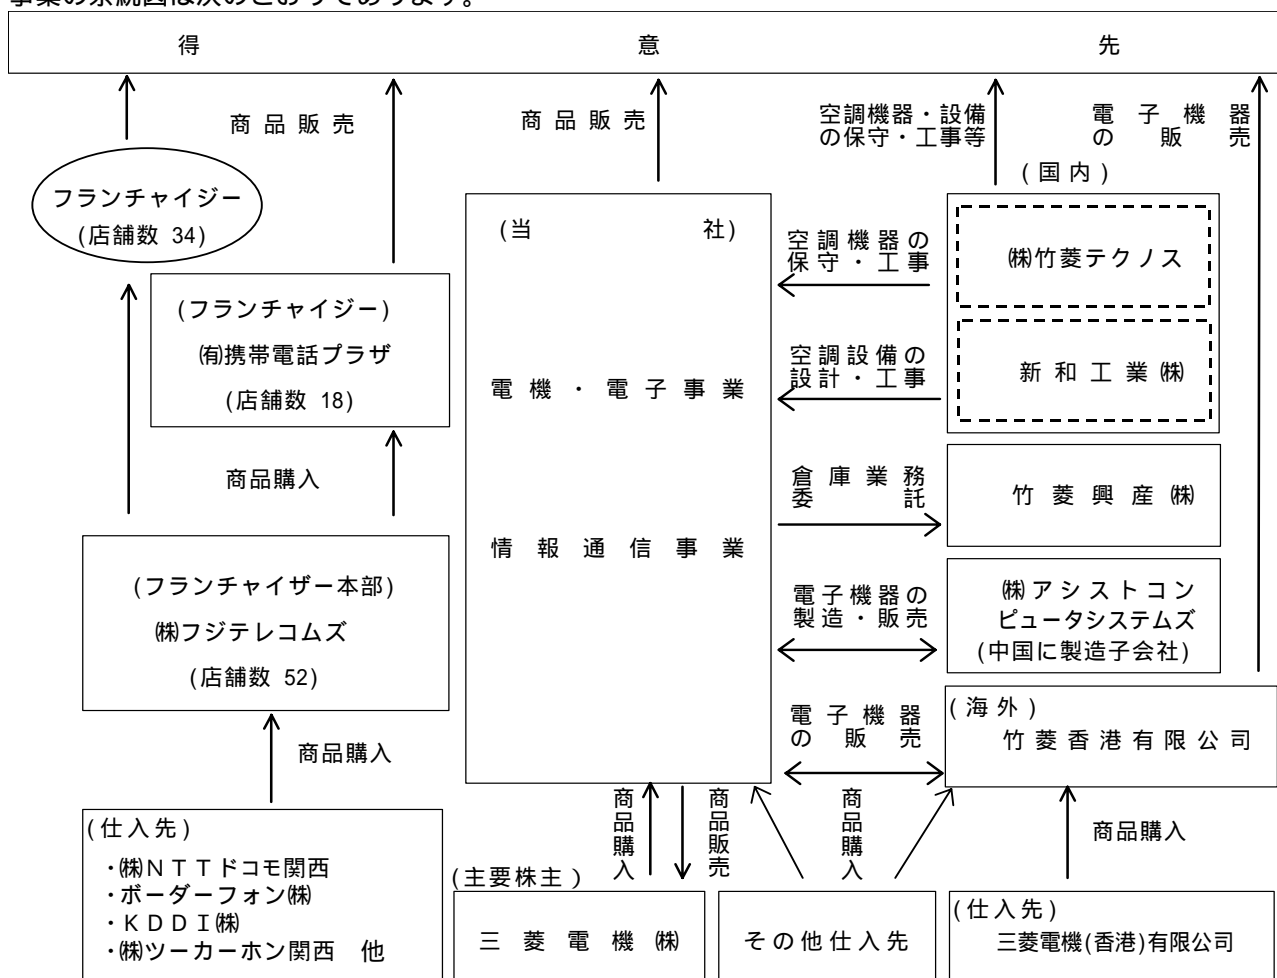 事業の系統図は次のとおりであります。
得 意 先
商品販売
商品販売
空調機器・設備
の保守・工事等
電子機器
の販売
(国内)
フランチャイジー
(店舗数 34)
(当 社)
電機・電子事業
情報通信事業
空調機器の
保守・工事
㈱竹菱テクノス
(フランチャイジー)
㈲携帯電話プラザ
(店舗数 18)
空調設備の
設計・工事
新和工業㈱
商品購入
倉庫業務
委託
竹菱興産㈱
(フランチャイザー本部)
㈱フジテレコムズ
(店舗数 52)
電子機器の
製造・販売
㈱アシストコン
ピュータシステムズ
(中国に製造子会社)
商品購入
電子機器
の販売
(海外)
竹菱香港有限公司
商品購入
商品販売
商品購入
商品購入
(仕入先)
・㈱NTTドコモ関西
・ボーダーフォン㈱
・KDDI㈱
・㈱ツーカーホン関西 他
(主要株主)
三菱電機㈱
その他仕入先
(仕入先)
三菱電機(香港)有限公司